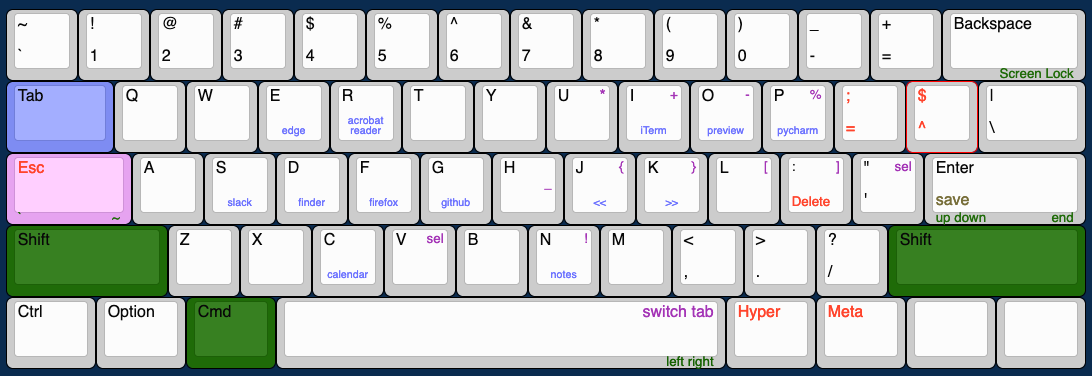 ~ ! @ # $ % ^ & * ( ) _ + Backspace
` 1 2 3 4 5 6 7 8 9 0 - =
Screen Lock
Tab Q W E R T Y U * I + O - P % ; $ |
edge acrobat reader iTerm preview pycharm = ^ \
Esc A S D F G H J { K } L [ : ] " sel Enter
slack finder firefox github _ << >> Delete ' save
` ~ up down end
Shift Z X C V sel B N ! M < > ? Shift
calendar notes , . /
Ctrl Option Cmd switch tab Hyper Meta
left right